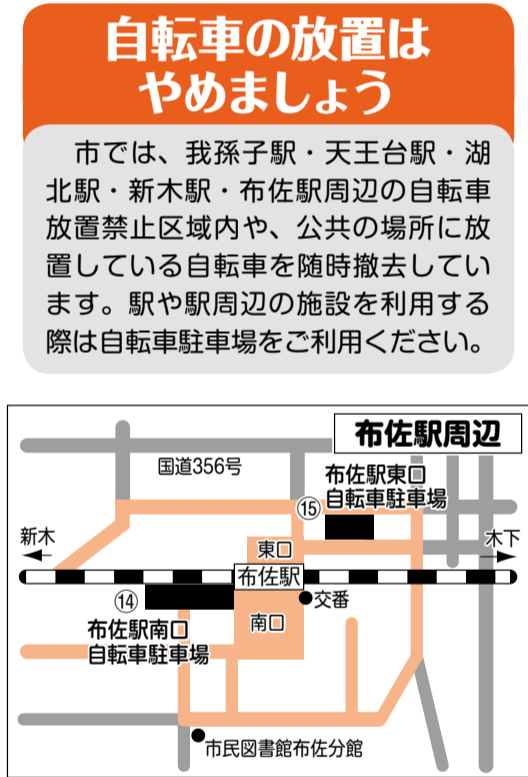 自転車の放置は
やめましょう
市では、我孫子駅・天王台駅・湖
北駅・新木駅・布佐駅周辺の自転車
放置禁止区域内や、公共の場所に放
置している自転車を随時撤去してい
ます。駅や駅周辺の施設を利用する
際は自転車駐車場をご利用ください。
布佐駅周辺
国道356号
布佐駅東口
⑮ 自転車駐車場
新木
木下
東口
布佐駅
⑭
交番
南口
布佐駅南口
自転車駐車場
市民図書館布佐分館